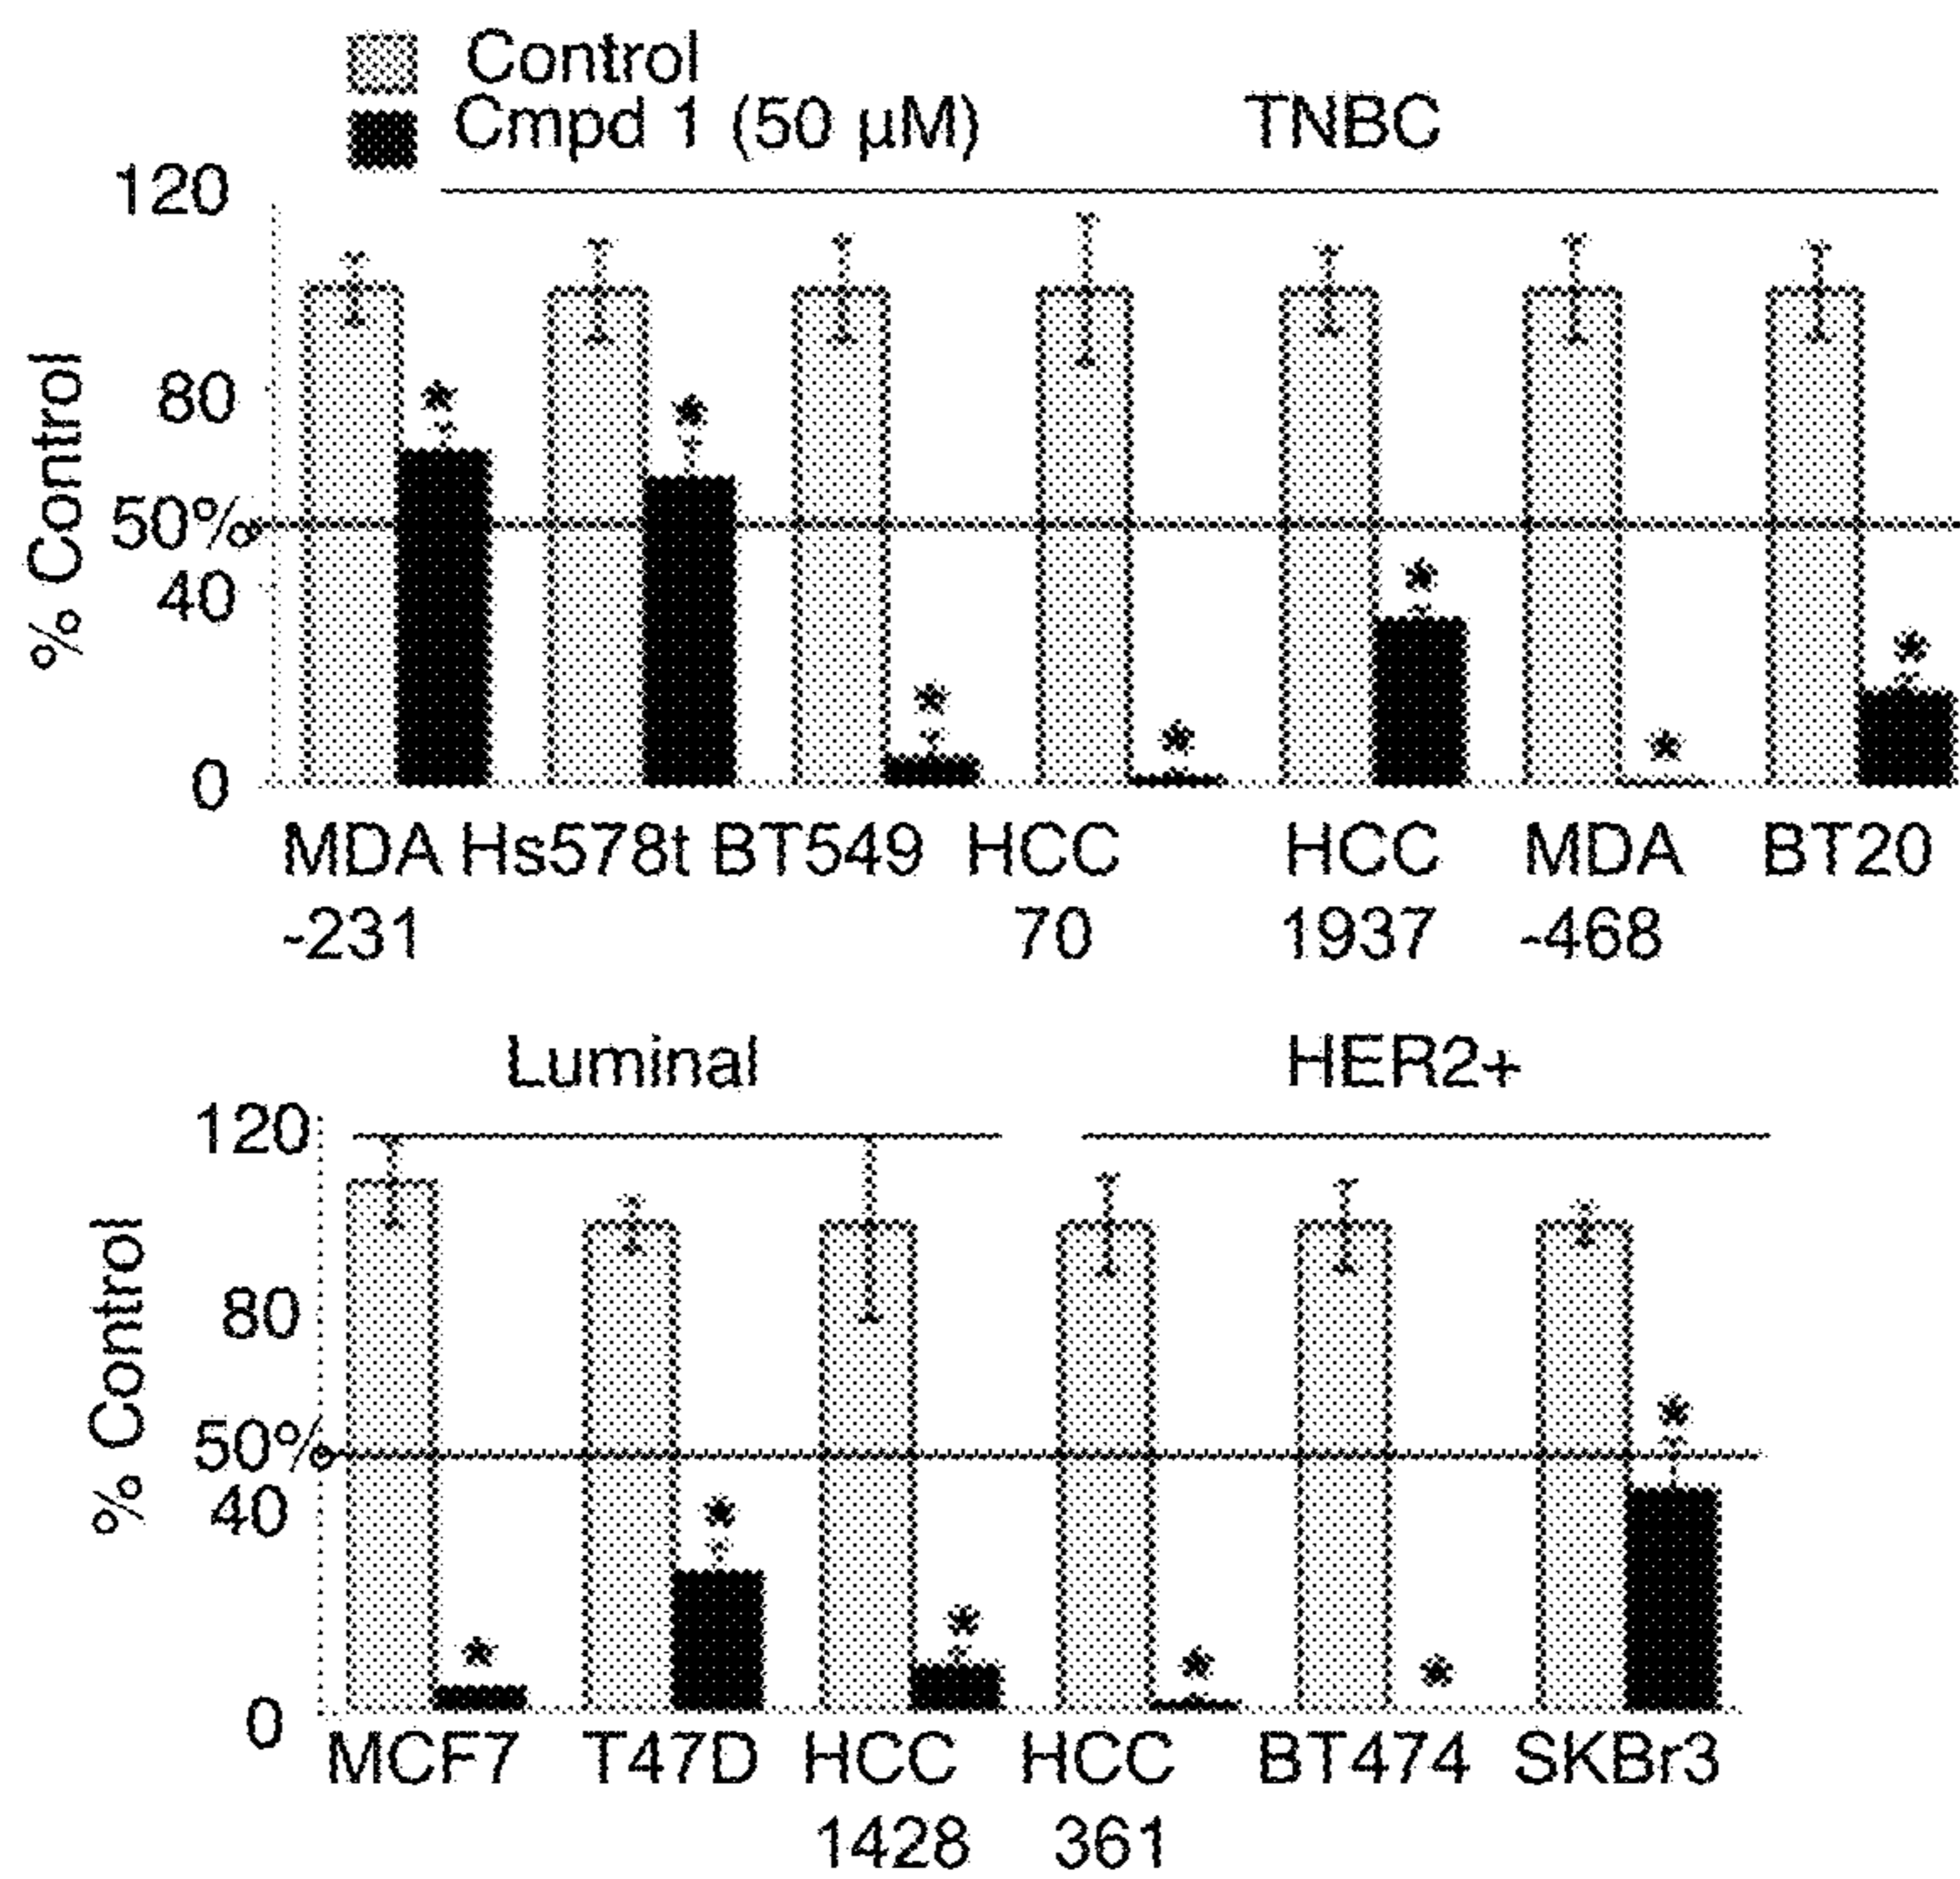 Control
Cmpd 1 (50 µM)
TNBC
120
80
50%
40
0
% Control
*
*
*
*
*
*
*
MDA Hs578t BT549 HCC HCC MDA BT20
-231 70 1937 -468
Luminal HER2+
120
80
50%
40
0
% Control
*
*
*
*
*
*
MCF7 T47D HCC HCC BT474 SKBr3
1428 361